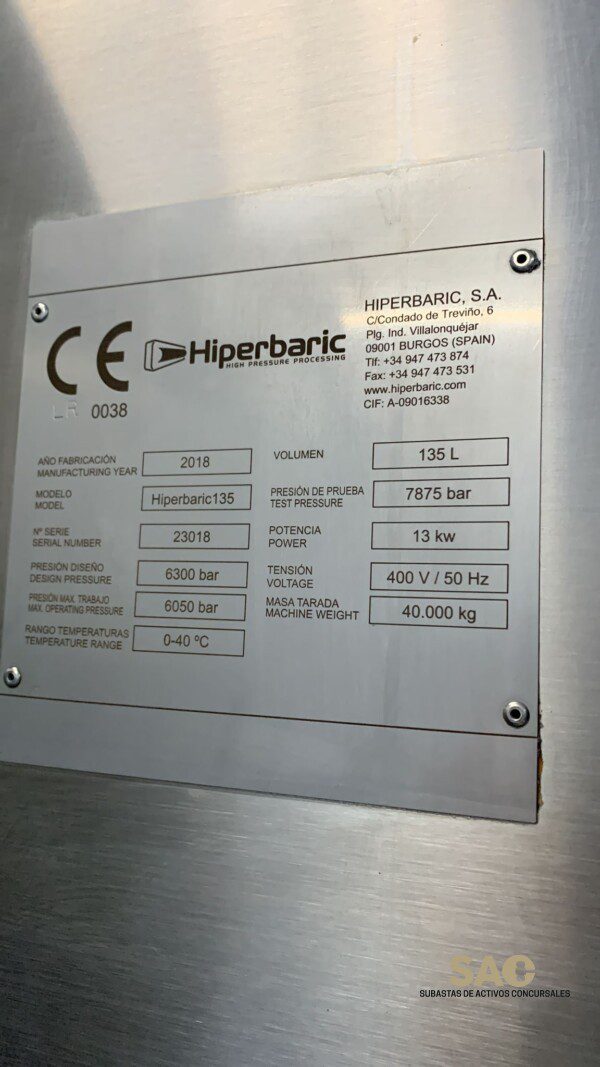 CE
LR 0038
Hiperbaric
HIGH PRESSURE PROCESSING
HIPERBARIC, S.A.
C/Condado de Treviño, 6
Plg. Ind. Villalonquéjar
09001 BURGOS (SPAIN)
Tlf: +34 947 473 874
Fax: +34 947 473 531
www.hiperbaric.com
CIF: A-09016338
AÑO FABRICACIÓN
MANUFACTURING YEAR
2018
MODELO
MODEL
Hiperbaric135
Nº SERIE
SERIAL NUMBER
23018
PRESIÓN DISEÑO
DESIGN PRESSURE
6300 bar
PRESIÓN MAX. TRABAJO
MAX. OPERATING PRESSURE
6050 bar
RANGO TEMPERATURAS
TEMPERATURE RANGE
0-40 ºC
VOLUMEN
135 L
PRESIÓN DE PRUEBA
TEST PRESSURE
7875 bar
POTENCIA
POWER
13 kw
TENSIÓN
VOLTAGE
400 V / 50 Hz
MASA TARADA
MACHINE WEIGHT
40.000 kg
SAC
SUBASTAS DE ACTIVOS CONCURSALES